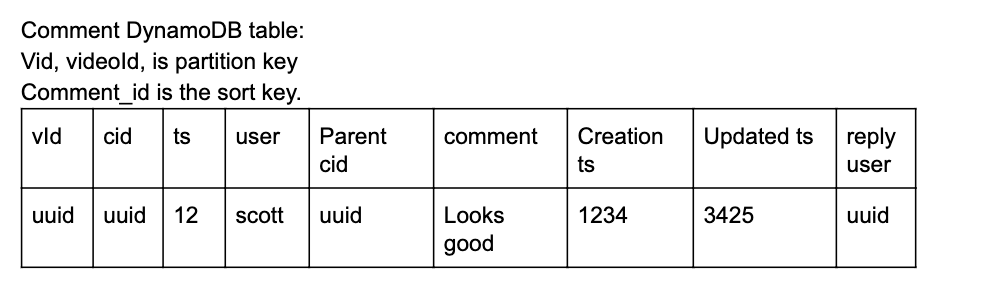 Comment DynamoDB table:
Vid, videoId, is partition key
Comment_id is the sort key.
vId cid ts user Parent cid comment Creation ts Updated ts reply user
uuid uuid 12 scott uuid Looks good 1234 3425 uuid